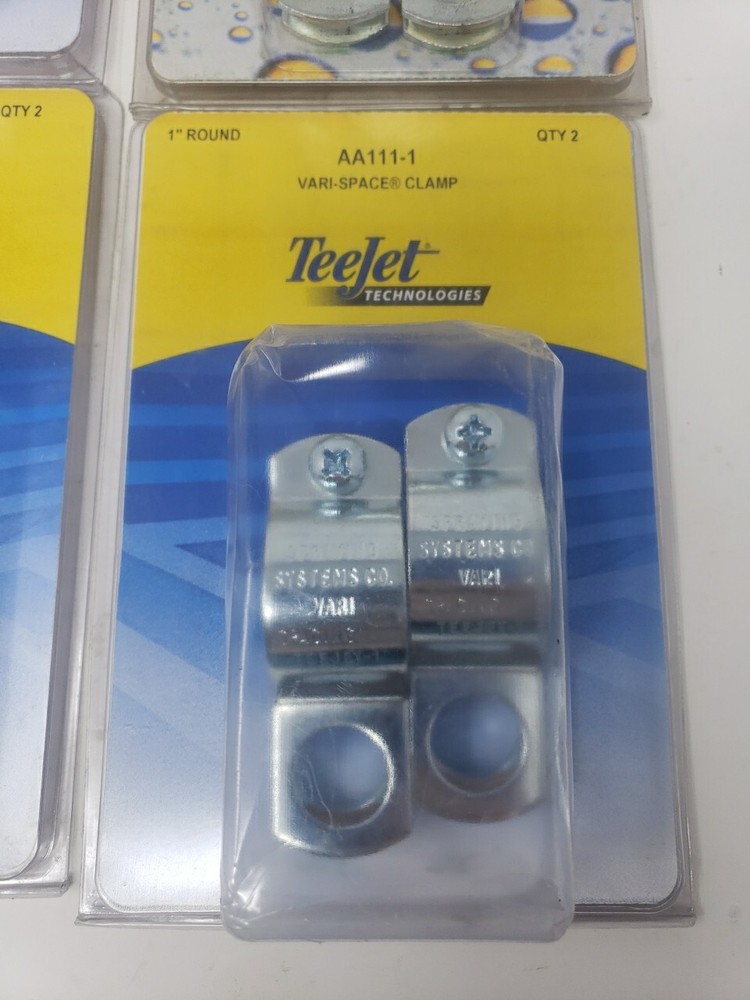 QTY 2
1" ROUND
QTY 2
AA111-1
VARI-SPACE® CLAMP
TeeJet®
TECHNOLOGIES
SYSTEMS CO.
VARI
SYSTEMS CO
VARI